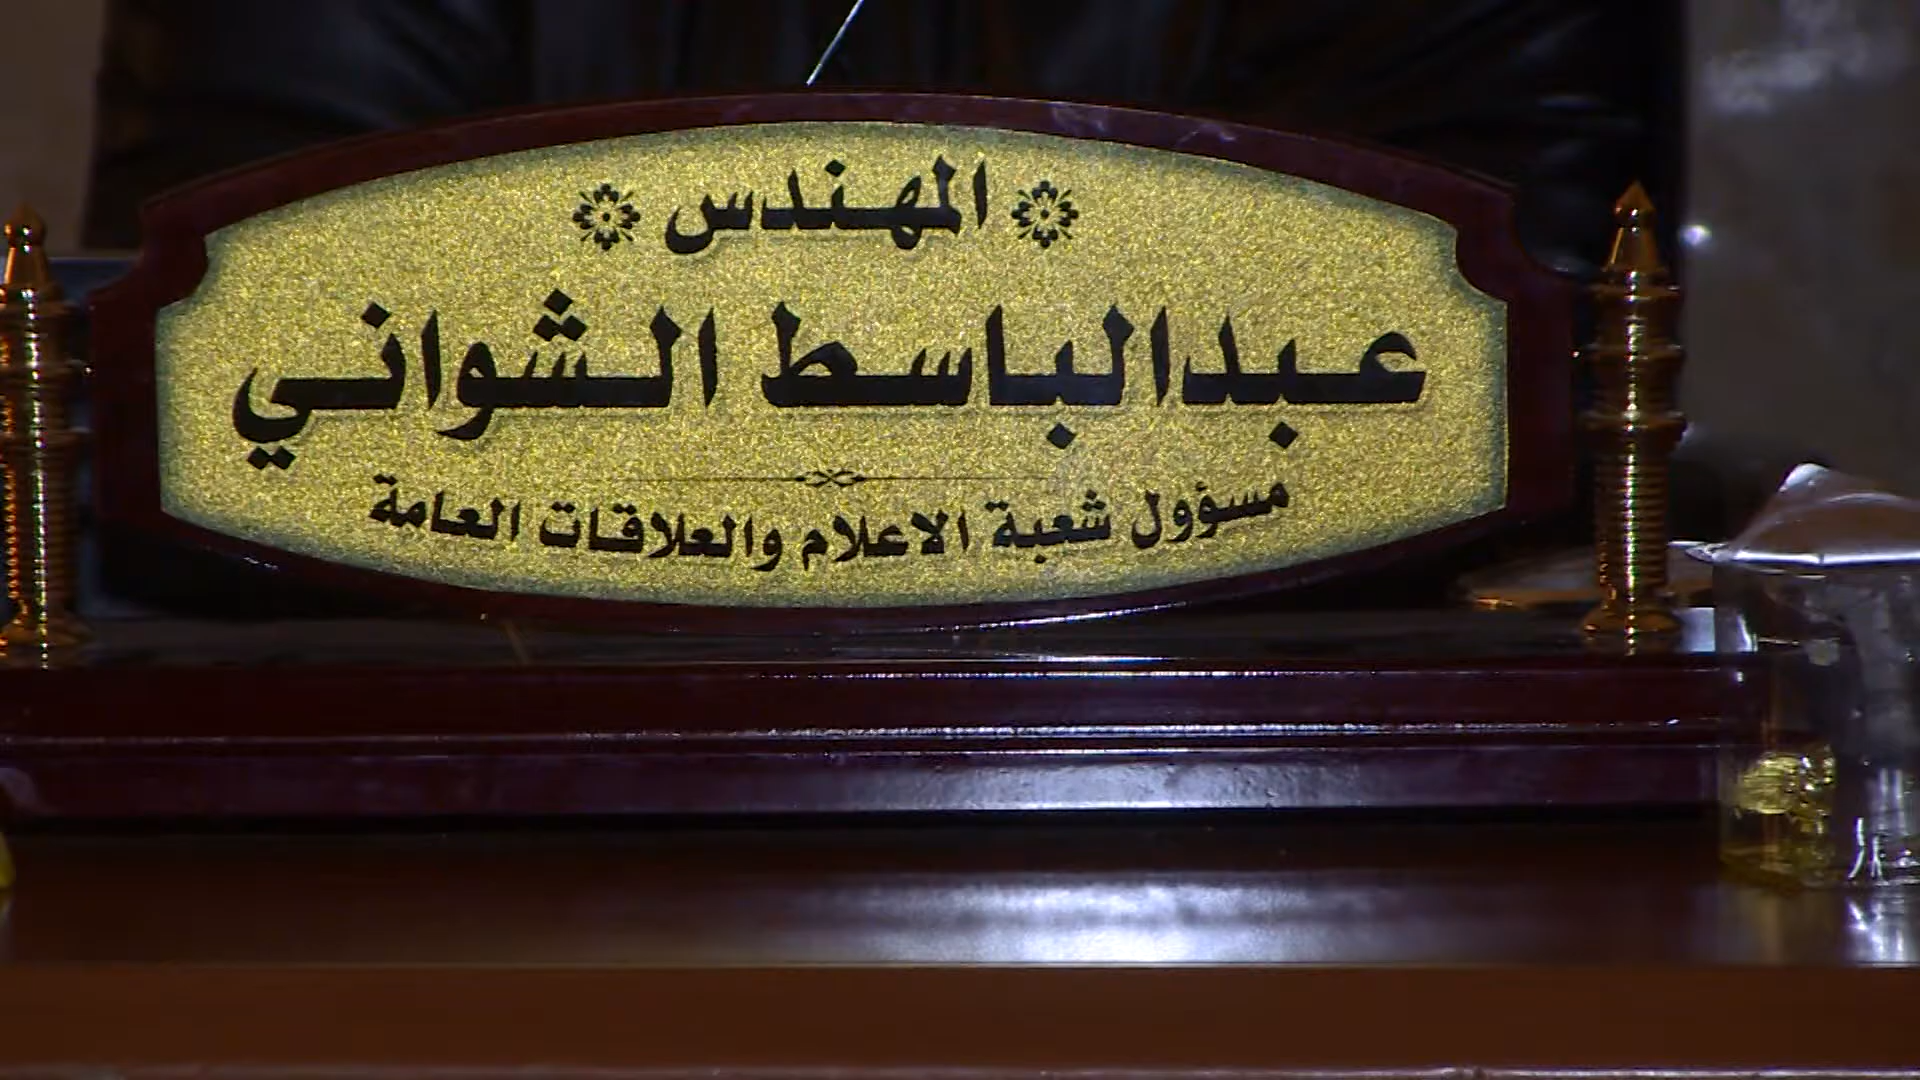 المهندس
عبدالباسط الشواني
مسؤول شعبة الاعلام والعلاقات العامة